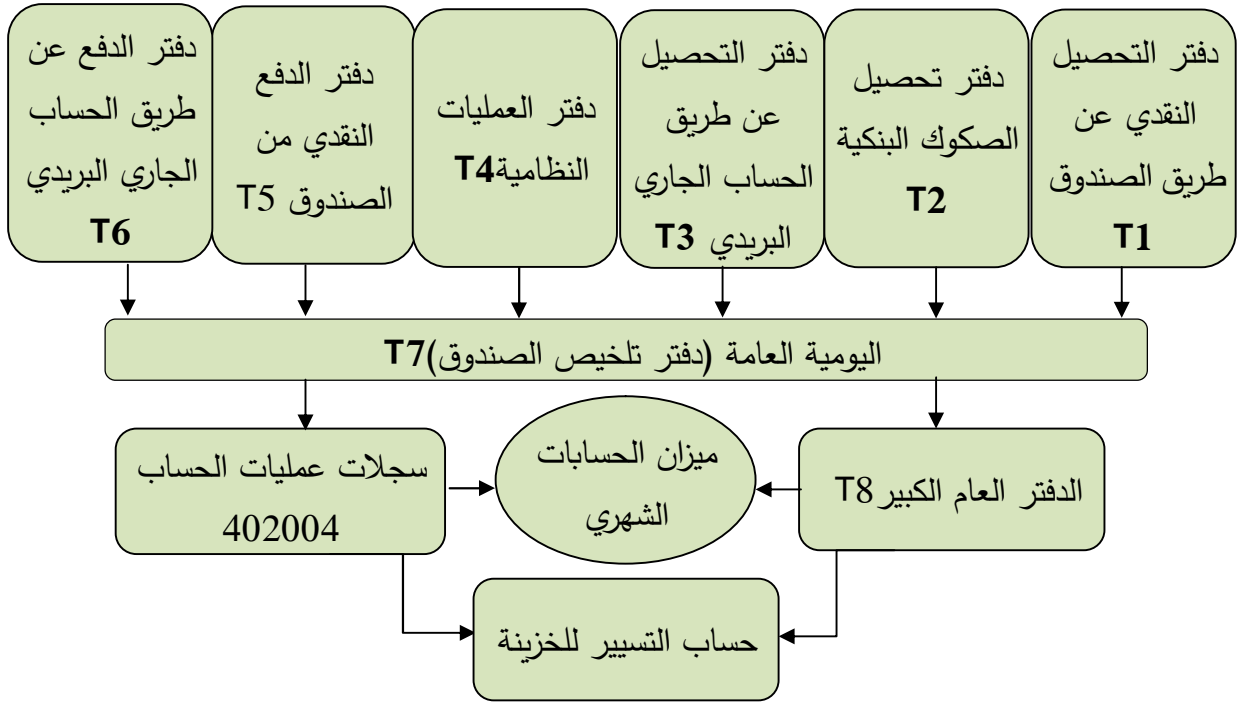 دفتر التحصيل
النقدي عن
طريق الصندوق
T1
دفتر تحصيل
الصكوك البنكية
T2
دفتر التحصيل
عن طريق
الحساب الجاري
البريدي T3
دفتر العمليات
النظاميةT4
دفتر الدفع
النقدي من
الصندوق T5
دفتر الدفع عن
طريق الحساب
الجاري البريدي
T6
اليومية العامة (دفتر تلخيص الصندوق)T7
الدفتر العام الكبيرT8
ميزان الحسابات
الشهري
سجلات عمليات الحساب
402004
حساب التسيير للخزينة